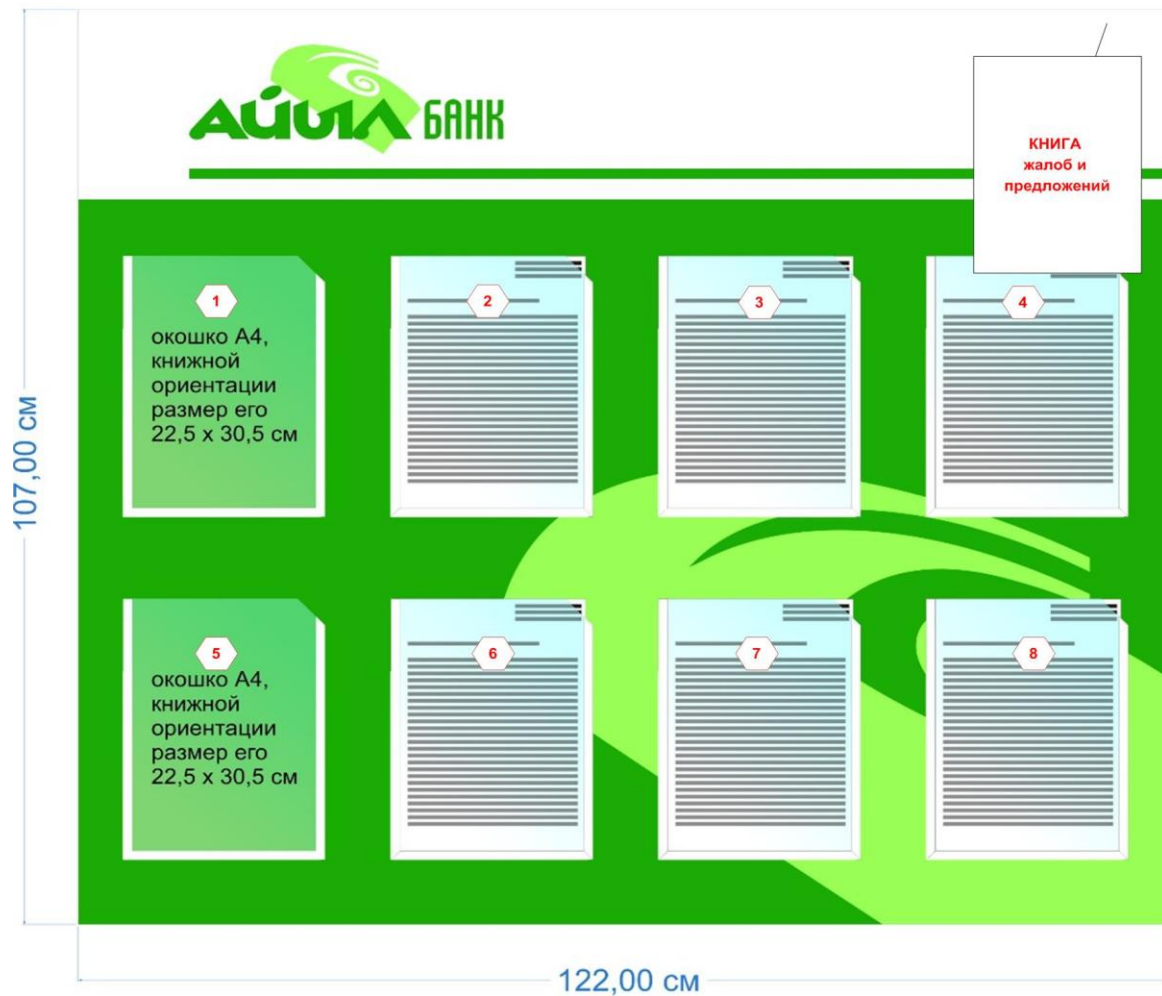 АЙЫЛ БАНК
КНИГА
жалоб и
предложений
1
2
3
4
окошко А4,
книжной
ориентации
размер его
22,5 х 30,5 см
107,00 см
5
6
7
8
окошко А4,
книжной
ориентации
размер его
22,5 х 30,5 см
122,00 см